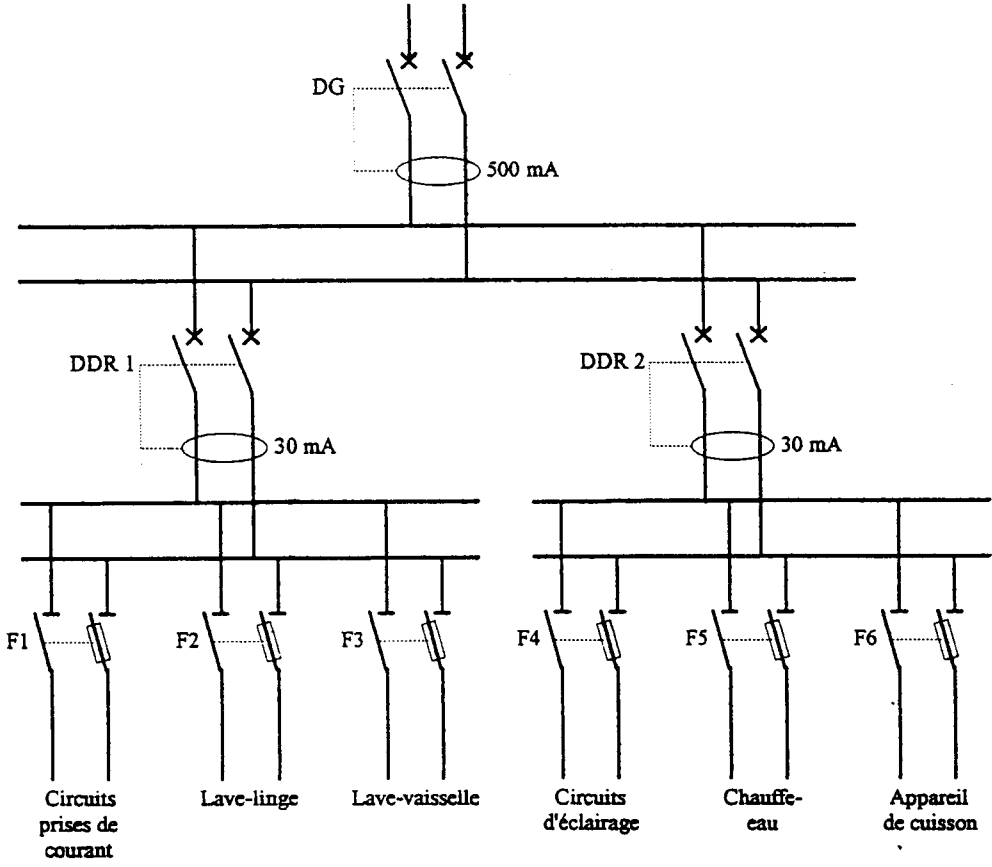 DG
500 mA
DDR 1
30 mA
DDR 2
30 mA
F1
F2
F3
F4
F5
F6
Circuits
prises de
courant
Lave-linge
Lave-vaisselle
Circuits
d'éclairage
Chauffe-
eau
Appareil
de cuisson